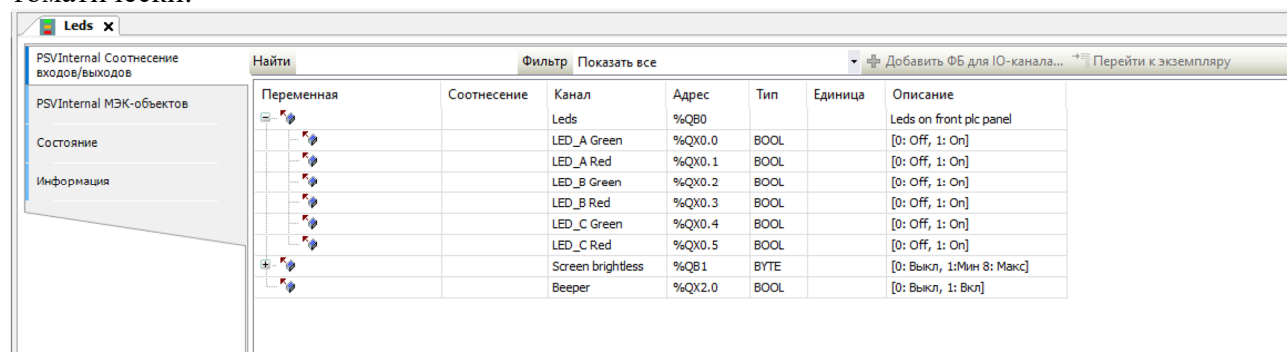 томатически.
Leds X
PSVInternal Соотнесение
входов/выходов
PSVInternal МЭК-объектов
Состояние
Информация
Найти Фильтр Показать все Добавить ФБ для IO-канала... Перейти к экземпляру
Переменная Соотнесение Канал Адрес Тип Единица Описание
Leds %QB0 Leds on front plc panel
LED_A Green %QX0.0 BOOL [0: Off, 1: On]
LED_A Red %QX0.1 BOOL [0: Off, 1: On]
LED_B Green %QX0.2 BOOL [0: Off, 1: On]
LED_B Red %QX0.3 BOOL [0: Off, 1: On]
LED_C Green %QX0.4 BOOL [0: Off, 1: On]
LED_C Red %QX0.5 BOOL [0: Off, 1: On]
Screen brightless %QB1 BYTE [0: Выкл, 1:Мин 8: Макс]
Beeper %QX2.0 BOOL [0: Выкл, 1: Вкл]